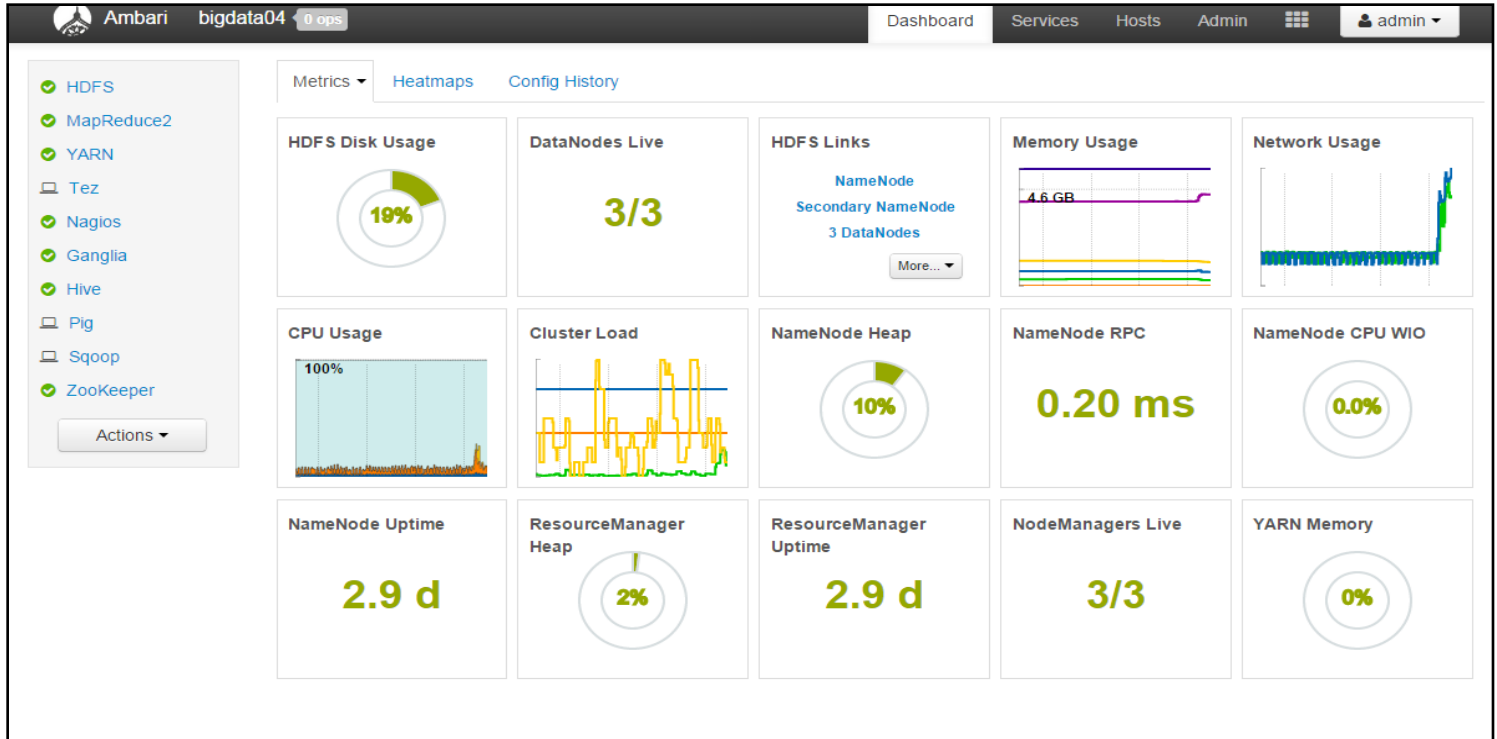 Ambari bigdata04 0 ops Dashboard Services Hosts Admin admin
HDFS
MapReduce2
YARN
Tez
Nagios
Ganglia
Hive
Pig
Sqoop
ZooKeeper
Actions
Metrics Heatmaps Config History
HDFS Disk Usage
19%
DataNodes Live
3/3
HDFS Links
NameNode
Secondary NameNode
3 DataNodes
More...
Memory Usage
4.6 GB
Network Usage
CPU Usage
100%
Cluster Load
NameNode Heap
10%
NameNode RPC
0.20 ms
NameNode CPU WIO
0.0%
NameNode Uptime
2.9 d
ResourceManager
Heap
2%
ResourceManager
Uptime
2.9 d
NodeManagers Live
3/3
YARN Memory
0%